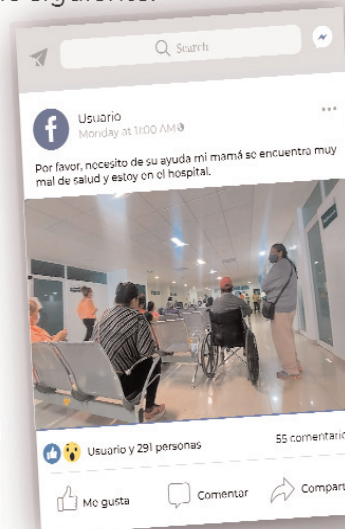 siguiente.
Search
Usuario
Monday at 11:00 AM
Por favor, necesito de su ayuda mi mamá se encuentra muy
mal de salud y estoy en el hospital.
Usuario y 291 personas
55 comentario
Me gusta
Comentar
Compart